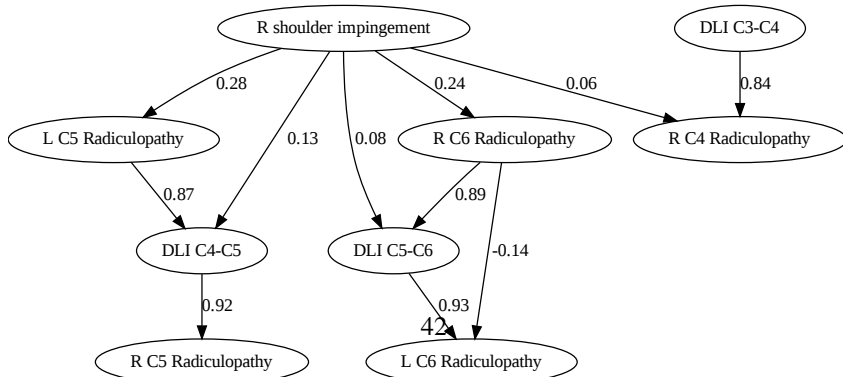 R shoulder impingement
DLI C3-C4
0.28
0.24
0.06
0.84
L C5 Radiculopathy
0.13
0.08
R C6 Radiculopathy
R C4 Radiculopathy
0.87
0.89
DLI C4-C5
DLI C5-C6
-0.14
0.92
0.93
42
R C5 Radiculopathy
L C6 Radiculopathy